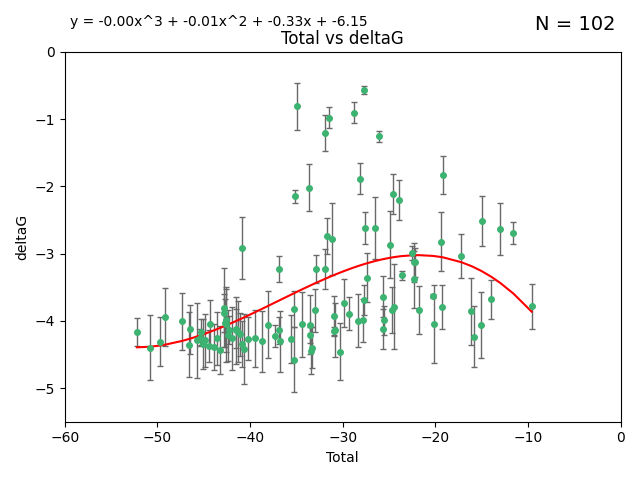 y = -0.00x^3 + -0.01x^2 + -0.33x + -6.15
N = 102
Total vs deltaG
0
−1
−2
−3
−4
−5
deltaG
−60
−50
−40
−30
−20
−10
0
Total